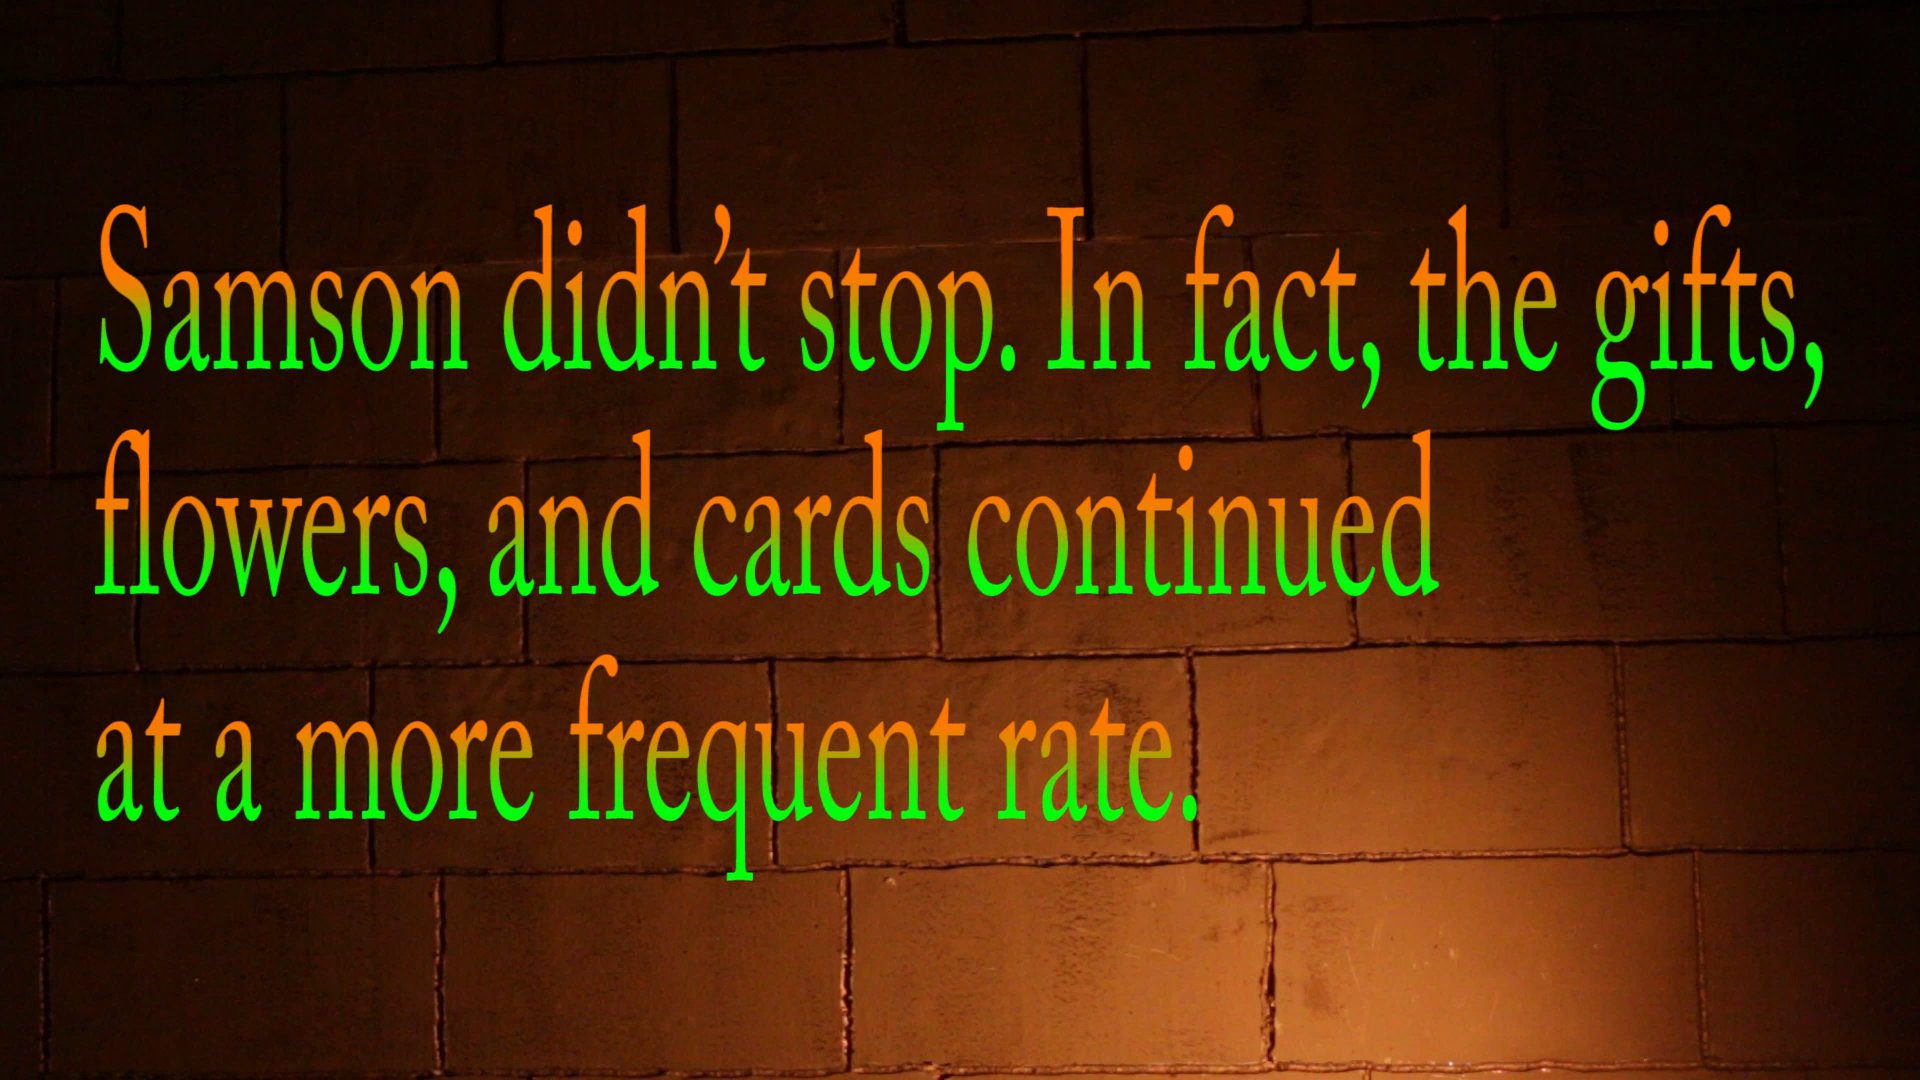 Samson didn’t stop. In fact, the gifts,
flowers, and cards continued
at a more frequent rate.